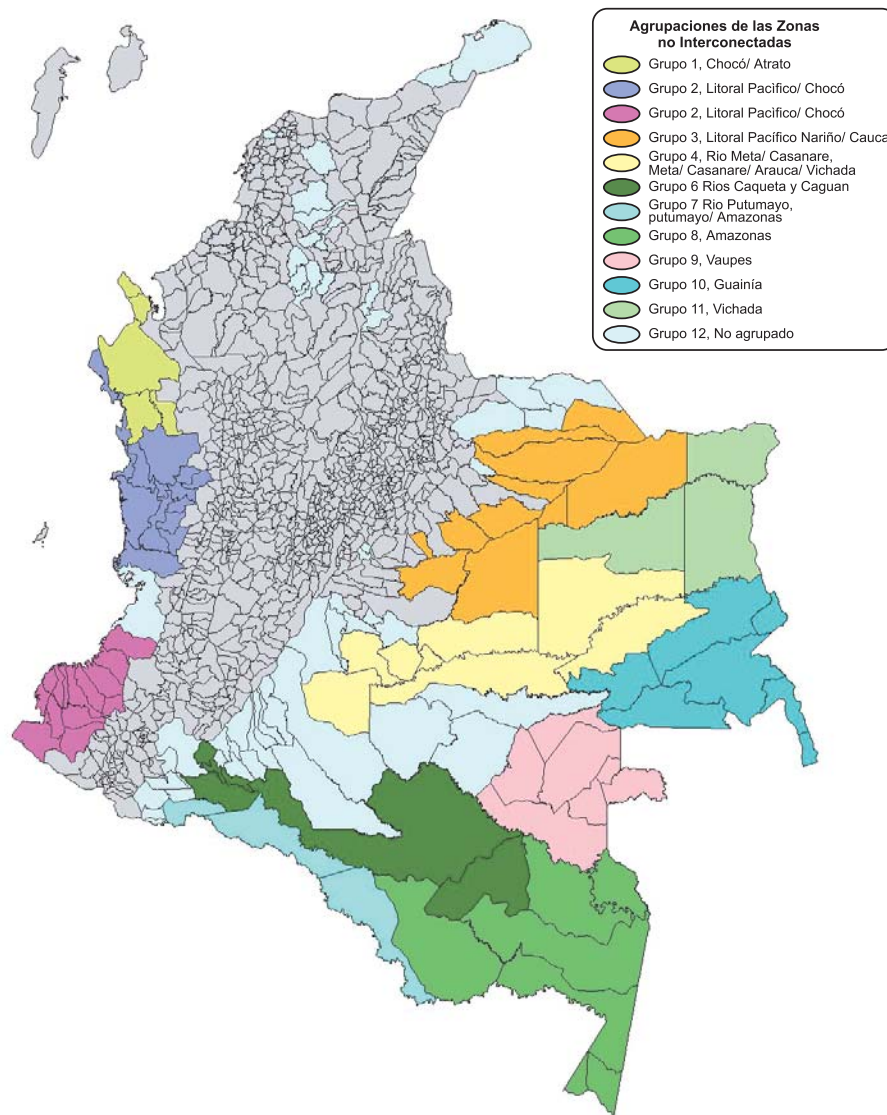 Agrupaciones de las Zonas
no Interconectadas
Grupo 1, Chocó/ Atrato
Grupo 2, Litoral Pacìfico/ Chocó
Grupo 2, Litoral Pacìfico/ Chocó
Grupo 3, Litoral Pacífico Nariño/ Cauca
Grupo 4, Rio Meta/ Casanare,
Meta/ Casanare/ Arauca/ Vichada
Grupo 6 Rios Caqueta y Caguan
Grupo 7 Rio Putumayo,
putumayo/ Amazonas
Grupo 8, Amazonas
Grupo 9, Vaupes
Grupo 10, Guainía
Grupo 11, Vichada
Grupo 12, No agrupado